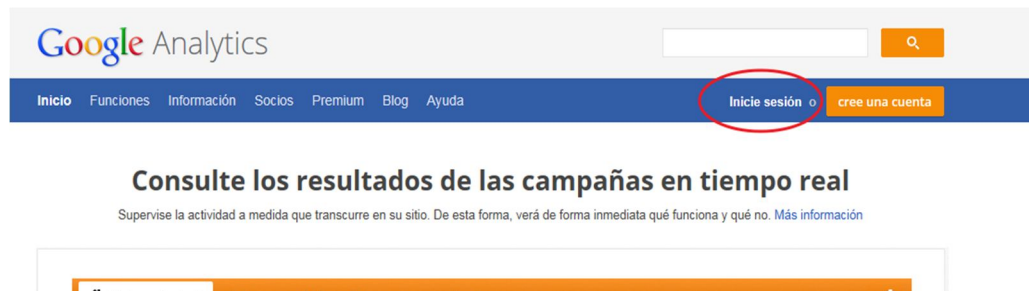 Google Analytics
Inicio Funciones Información Socios Premium Blog Ayuda Inicie sesión o cree una cuenta
Consulte los resultados de las campañas en tiempo real
Supervise la actividad a medida que transcurre en su sitio. De esta forma, verá de forma inmediata qué funciona y qué no. Más información